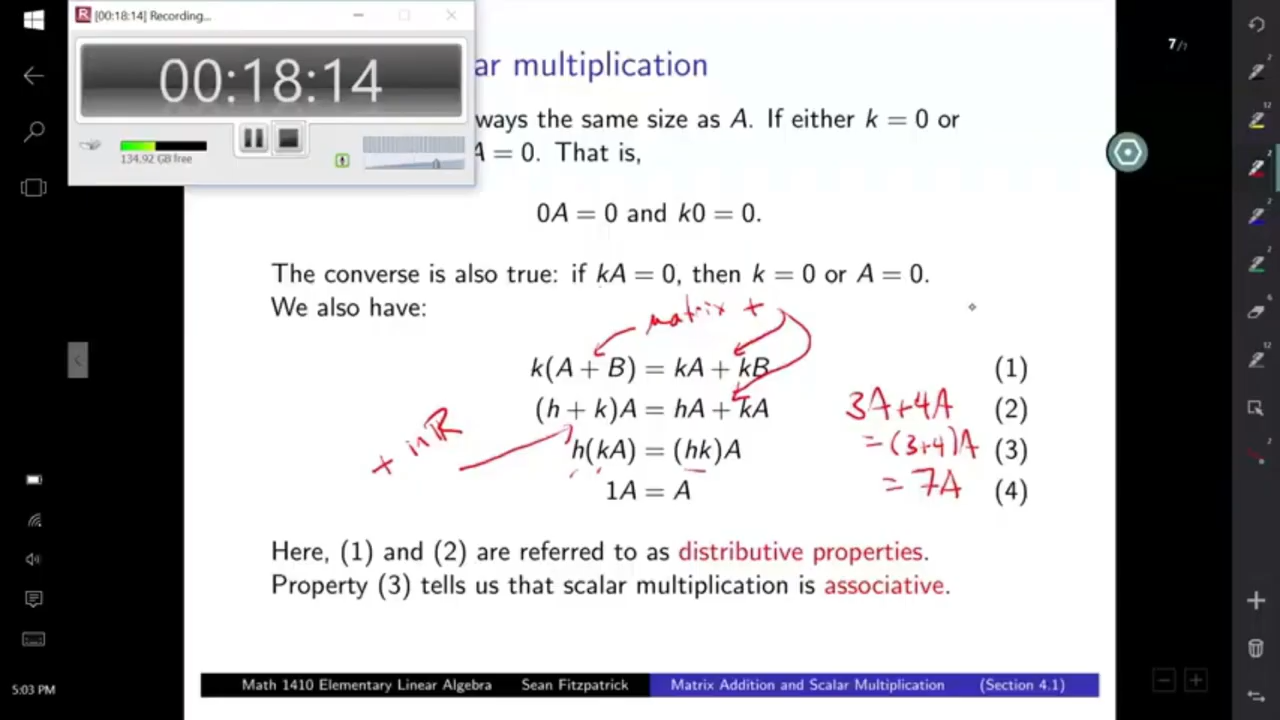 [00:18:14] Recording...
00:18:14
134.92 GB free
7/7
ar multiplication
ways the same size as A. If either k = 0 or
A = 0. That is,
0A = 0 and k0 = 0.
The converse is also true: if kA = 0, then k = 0 or A = 0.
We also have:
matrix +
k(A + B) = kA + kB (1)
(h + k)A = hA + kA (2)
h(kA) = (hk)A (3)
1A = A (4)
+ in ℝ
3A+4A
= (3+4)A
= 7A
Here, (1) and (2) are referred to as distributive properties.
Property (3) tells us that scalar multiplication is associative.
Math 1410 Elementary Linear Algebra Sean Fitzpatrick Matrix Addition and Scalar Multiplication (Section 4.1)
5:03 PM